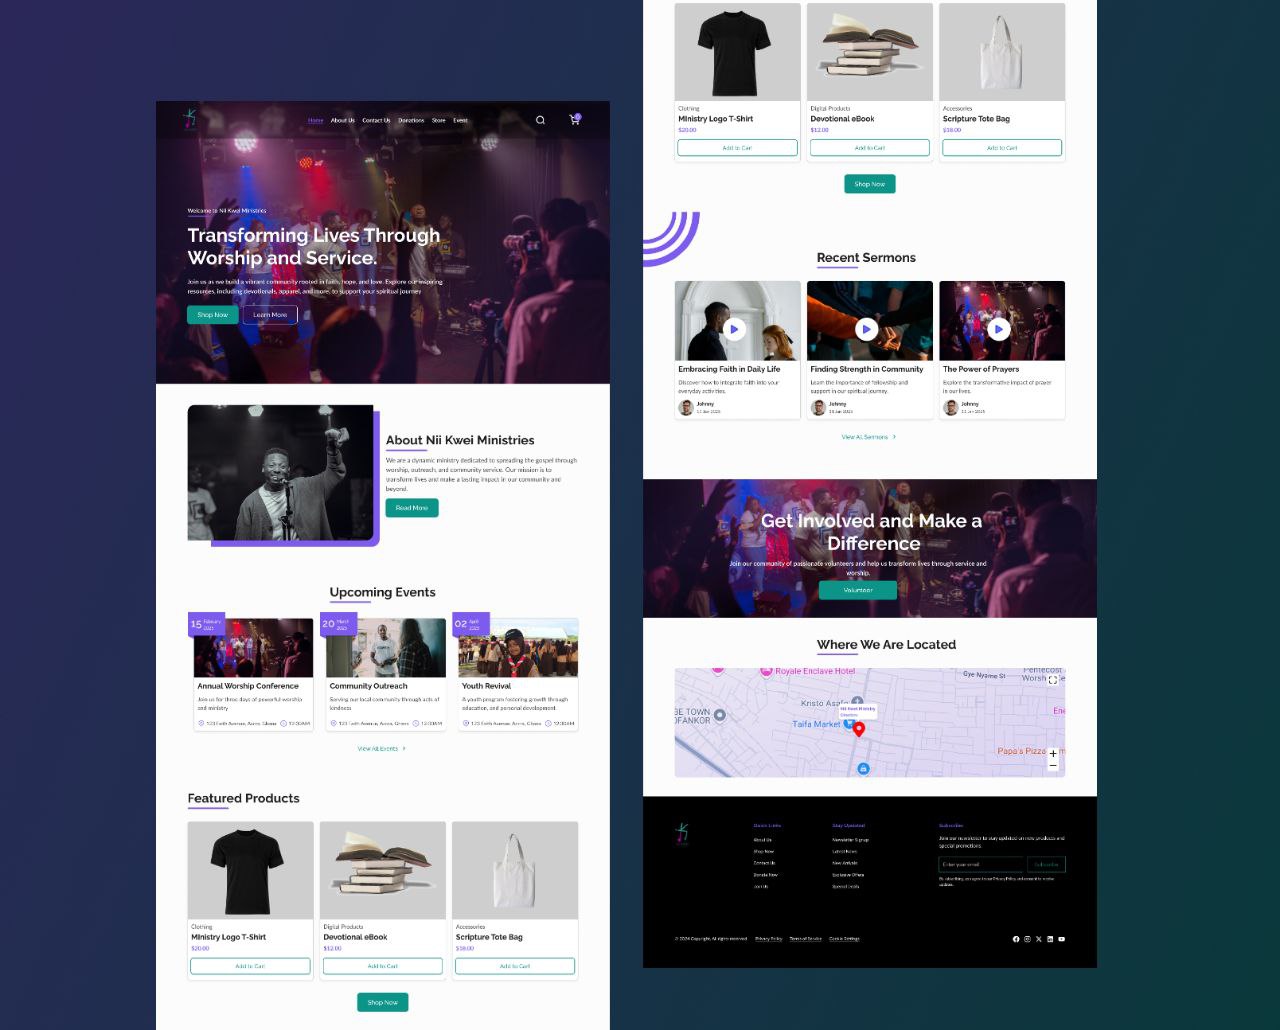 Home About Us Contact Us Donations Store Event
0
Welcome to Nii Kwei Ministries
Transforming Lives Through
Worship and Service.
Join us as we build a vibrant community rooted in faith, hope, and love. Explore our inspiring
resources, including devotionals, apparel, and more, to support your spiritual journey
Shop Now Learn More
About Nii Kwei Ministries
We are a dynamic ministry dedicated to spreading the gospel through
worship, outreach, and community service. Our mission is to
transform lives and make a lasting impact in our community and
beyond.
Read More
Upcoming Events
15 February
2025
Annual Worship Conference
Join us for three days of powerful worship
and ministry
123 Faith Avenue, Accra, Ghana 10:00AM
20 March
2025
Community Outreach
Serving our local community through acts of
kindness
123 Faith Avenue, Accra, Ghana
02 April
2025
Youth Revival
A youth program fostering growth through
education, and personal development
123 Faith Avenue, Accra, Ghana
View All Events
Featured Products
Clothing
Ministry Logo T-Shirt
$20.00
Add to Cart
Digital Products
Devotional eBook
$12.00
Add to Cart
Accessories
Scripture Tote Bag
$18.00
Add to Cart
Shop Now
Clothing
Ministry Logo T-Shirt
$20.00
Add to Cart
Digital Products
Devotional eBook
$12.00
Add to Cart
Accessories
Scripture Tote Bag
$18.00
Add to Cart
Shop Now
Recent Sermons
Embracing Faith in Daily Life
Discover how to integrate faith into your
everyday activities.
Johnny
Finding Strength in Community
Learn the importance of fellowship and
support in our spiritual journey.
Johnny
The Power of Prayers
Explore the transformative impact of prayer
in our lives.
Johnny
View All Sermons
Get Involved and Make a
Difference
Join our community of passionate volunteers and help us transform lives through service and
worship.
Volunteer
Where We Are Located
Royale Enclave Hotel
Gye Nyame St
Pentecost
Worsh
BE TOWN
OFANKOR
Kristo Asafo
Nii Kwei Ministry
Directions
Taifa Market
Ene
Papa's Pizza
+
−
Quick Links
About Us
Shop Now
Contact Us
Donate Now
Join Us
Stay Updated
Newsletter Signup
Latest News
New Arrivals
Exclusive Offers
Special Deals
Subscribe
Join our newsletter to stay updated on new products and
special promotions.
Enter your email Subscribe
By subscribing, you agree to our Privacy Policy and consent to receive
updates.
© 2024 Copyright. All rights reserved Privacy Policy Terms of Service Cookie Settings